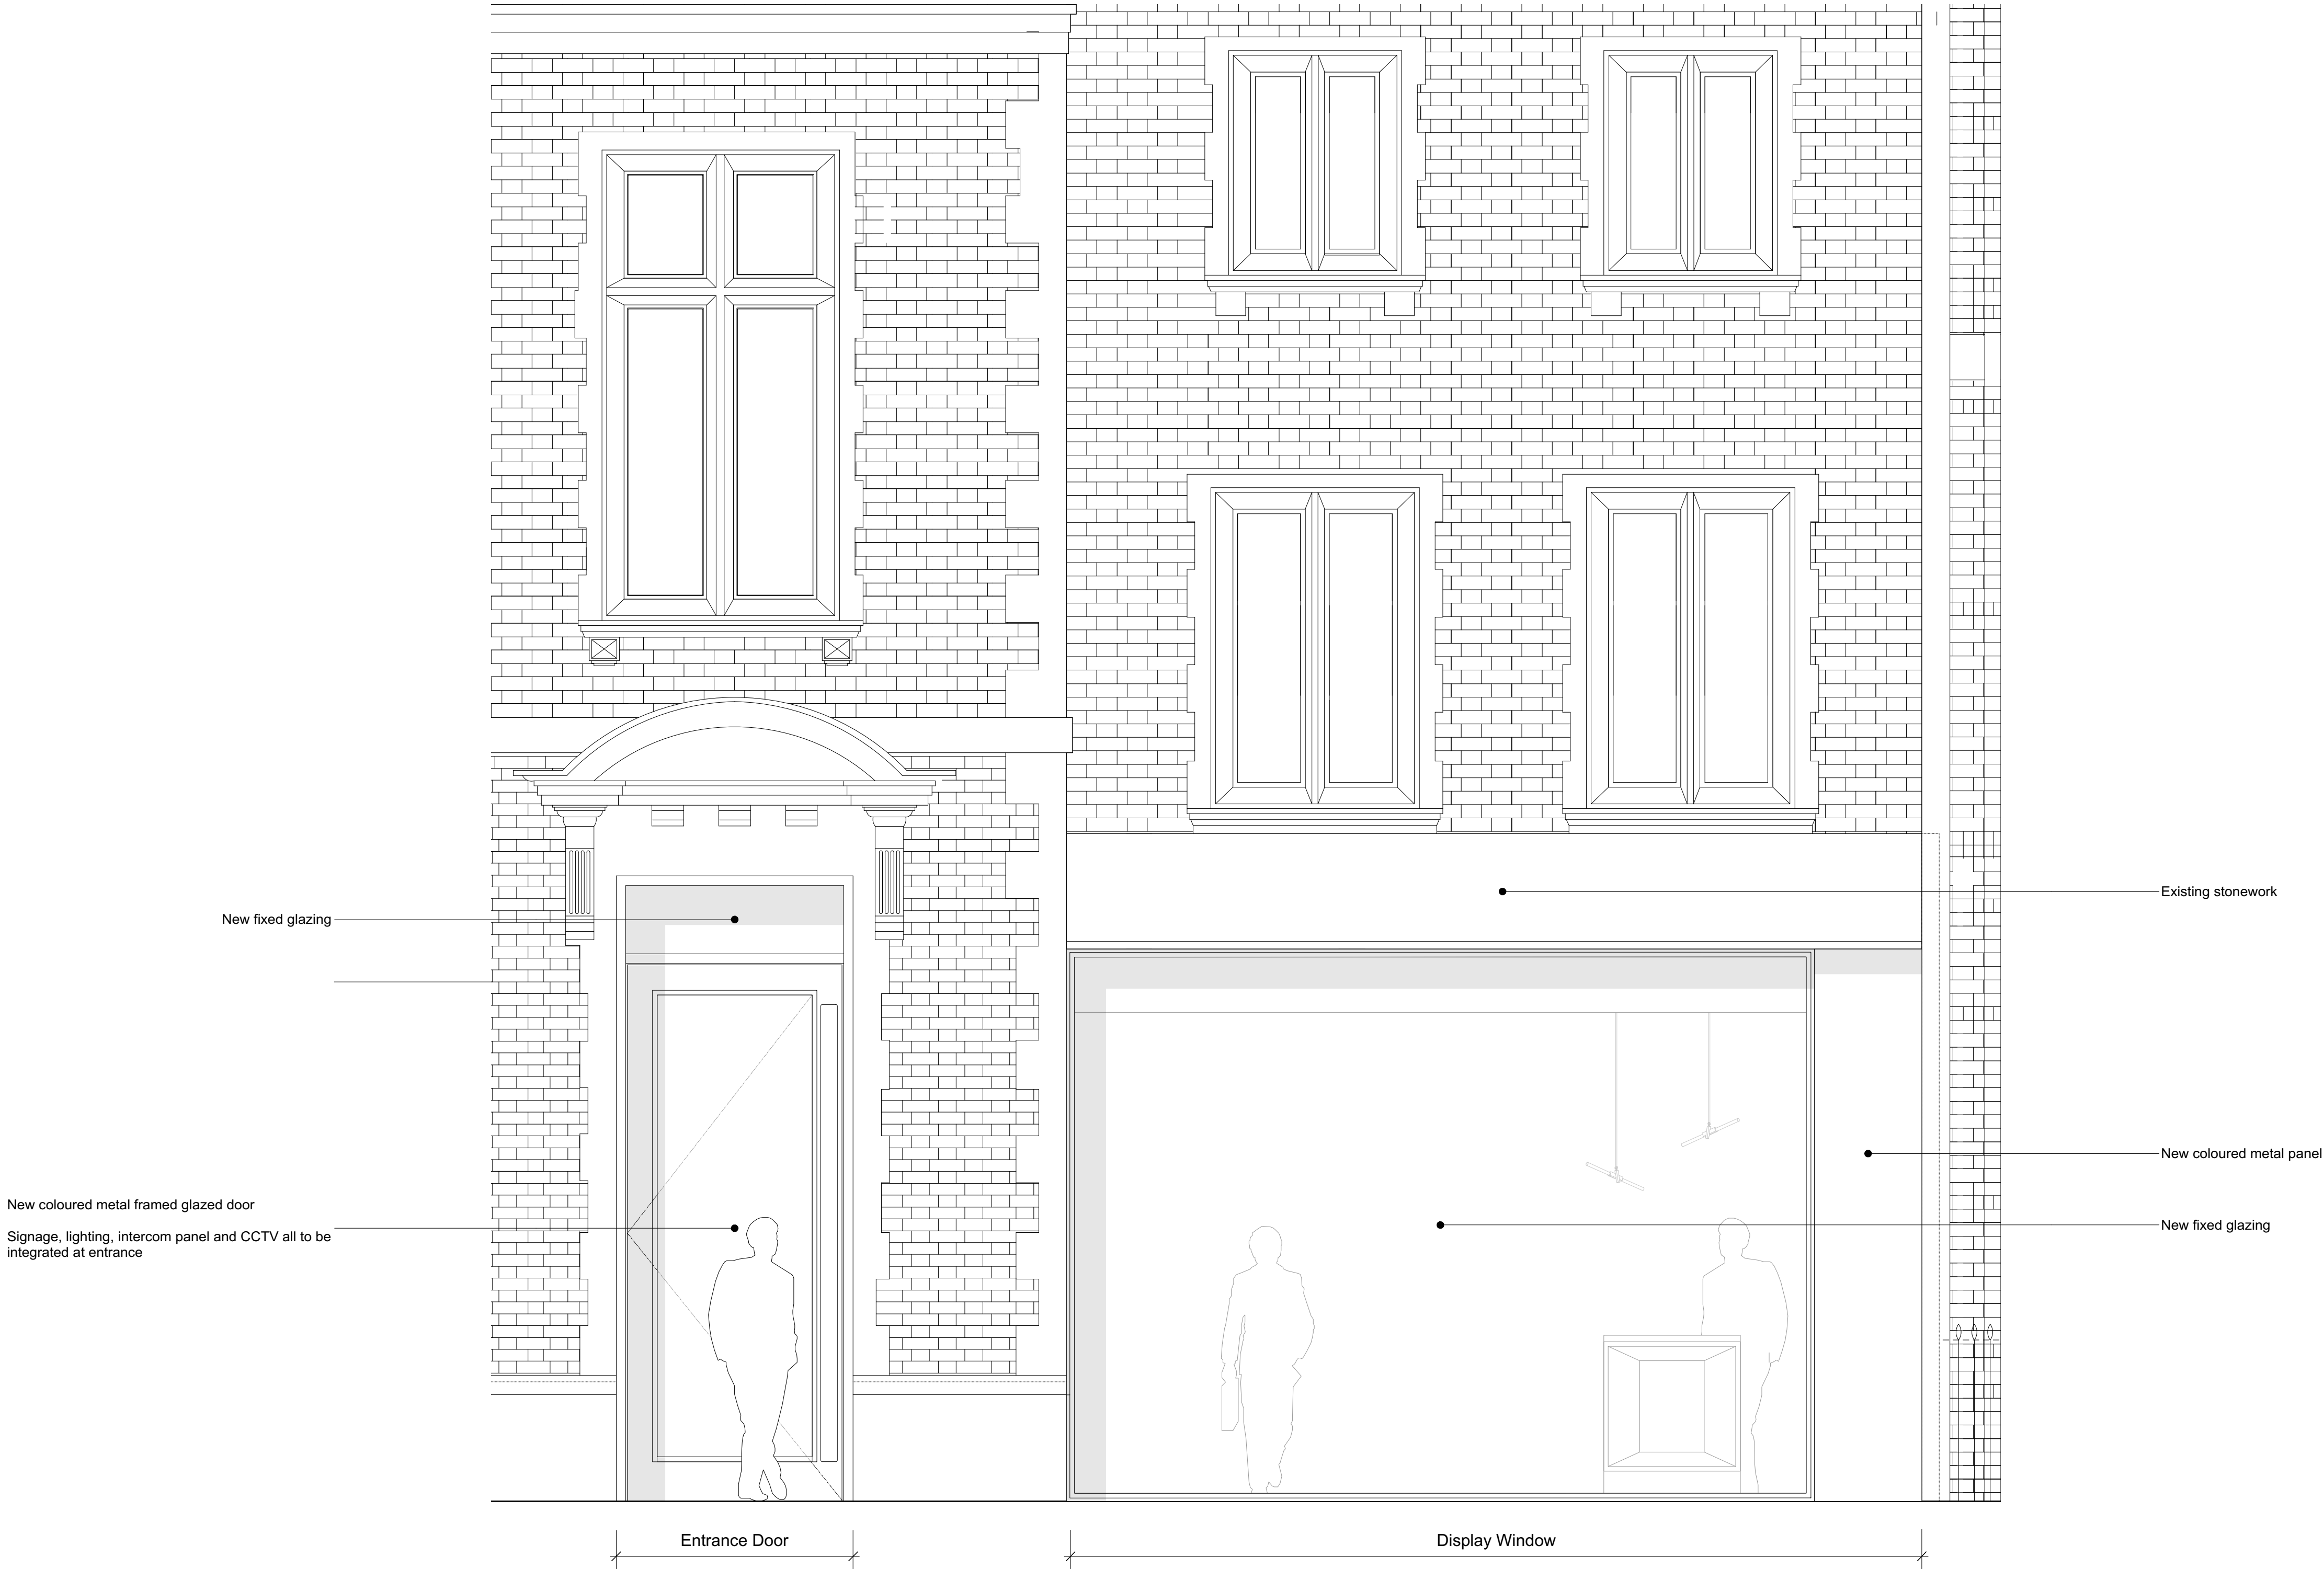 Existing stonework
New fixed glazing
New coloured metal panel
New coloured metal framed glazed door
New fixed glazing
Signage, lighting, intercom panel and CCTV all to be
integrated at entrance
Entrance Door
Display Window